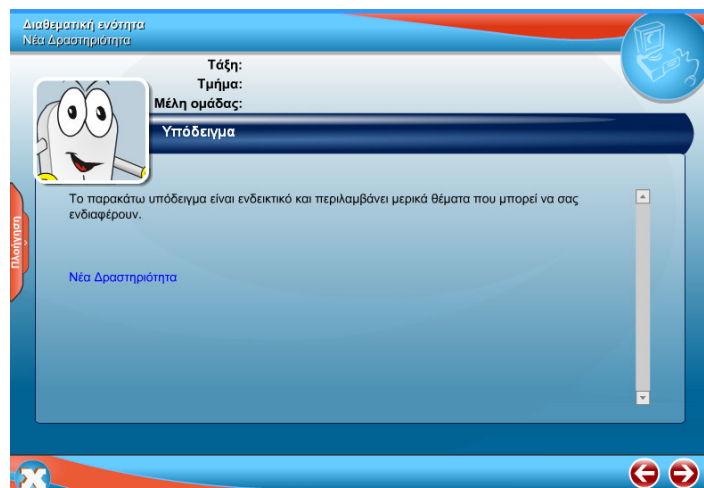 Διαθεματική ενότητα
Νέα Δραστηριότητα
Τάξη:
Τμήμα:
Μέλη ομάδας:
Υπόδειγμα
Το παρακάτω υπόδειγμα είναι ενδεικτικό και περιλαμβάνει μερικά θέματα που μπορεί να σας
ενδιαφέρουν.
Νέα Δραστηριότητα
Πλοήγηση